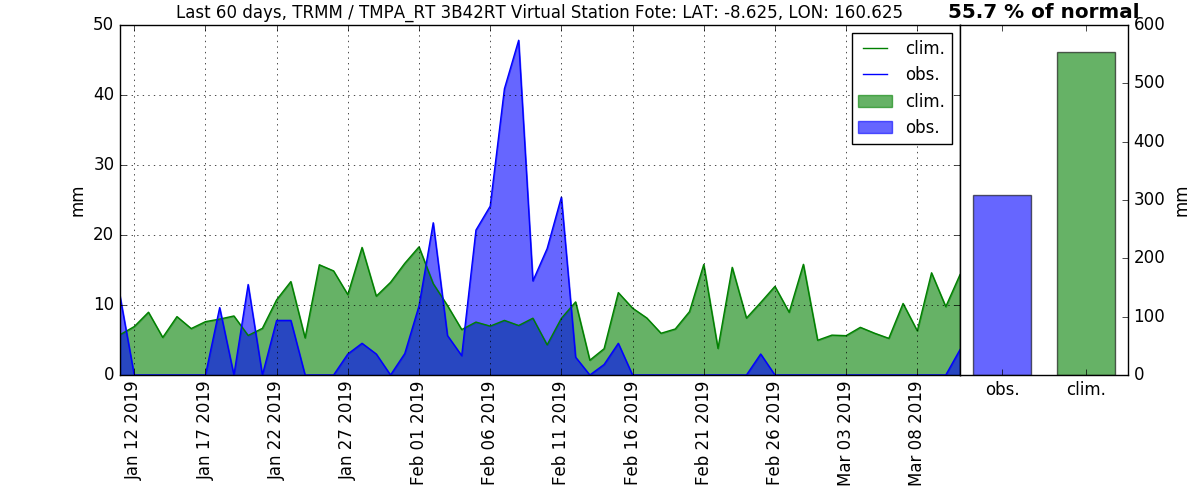 Last 60 days, TRMM / TMPA_RT 3B42RT Virtual Station Fote: LAT: -8.625, LON: 160.625
55.7 % of normal
50
40
30
20
10
0
mm
clim.
obs.
clim.
obs.
Jan 12 2019
Jan 17 2019
Jan 22 2019
Jan 27 2019
Feb 01 2019
Feb 06 2019
Feb 11 2019
Feb 16 2019
Feb 21 2019
Feb 26 2019
Mar 03 2019
Mar 08 2019
600
500
400
300
200
100
0
mm
obs.
clim.